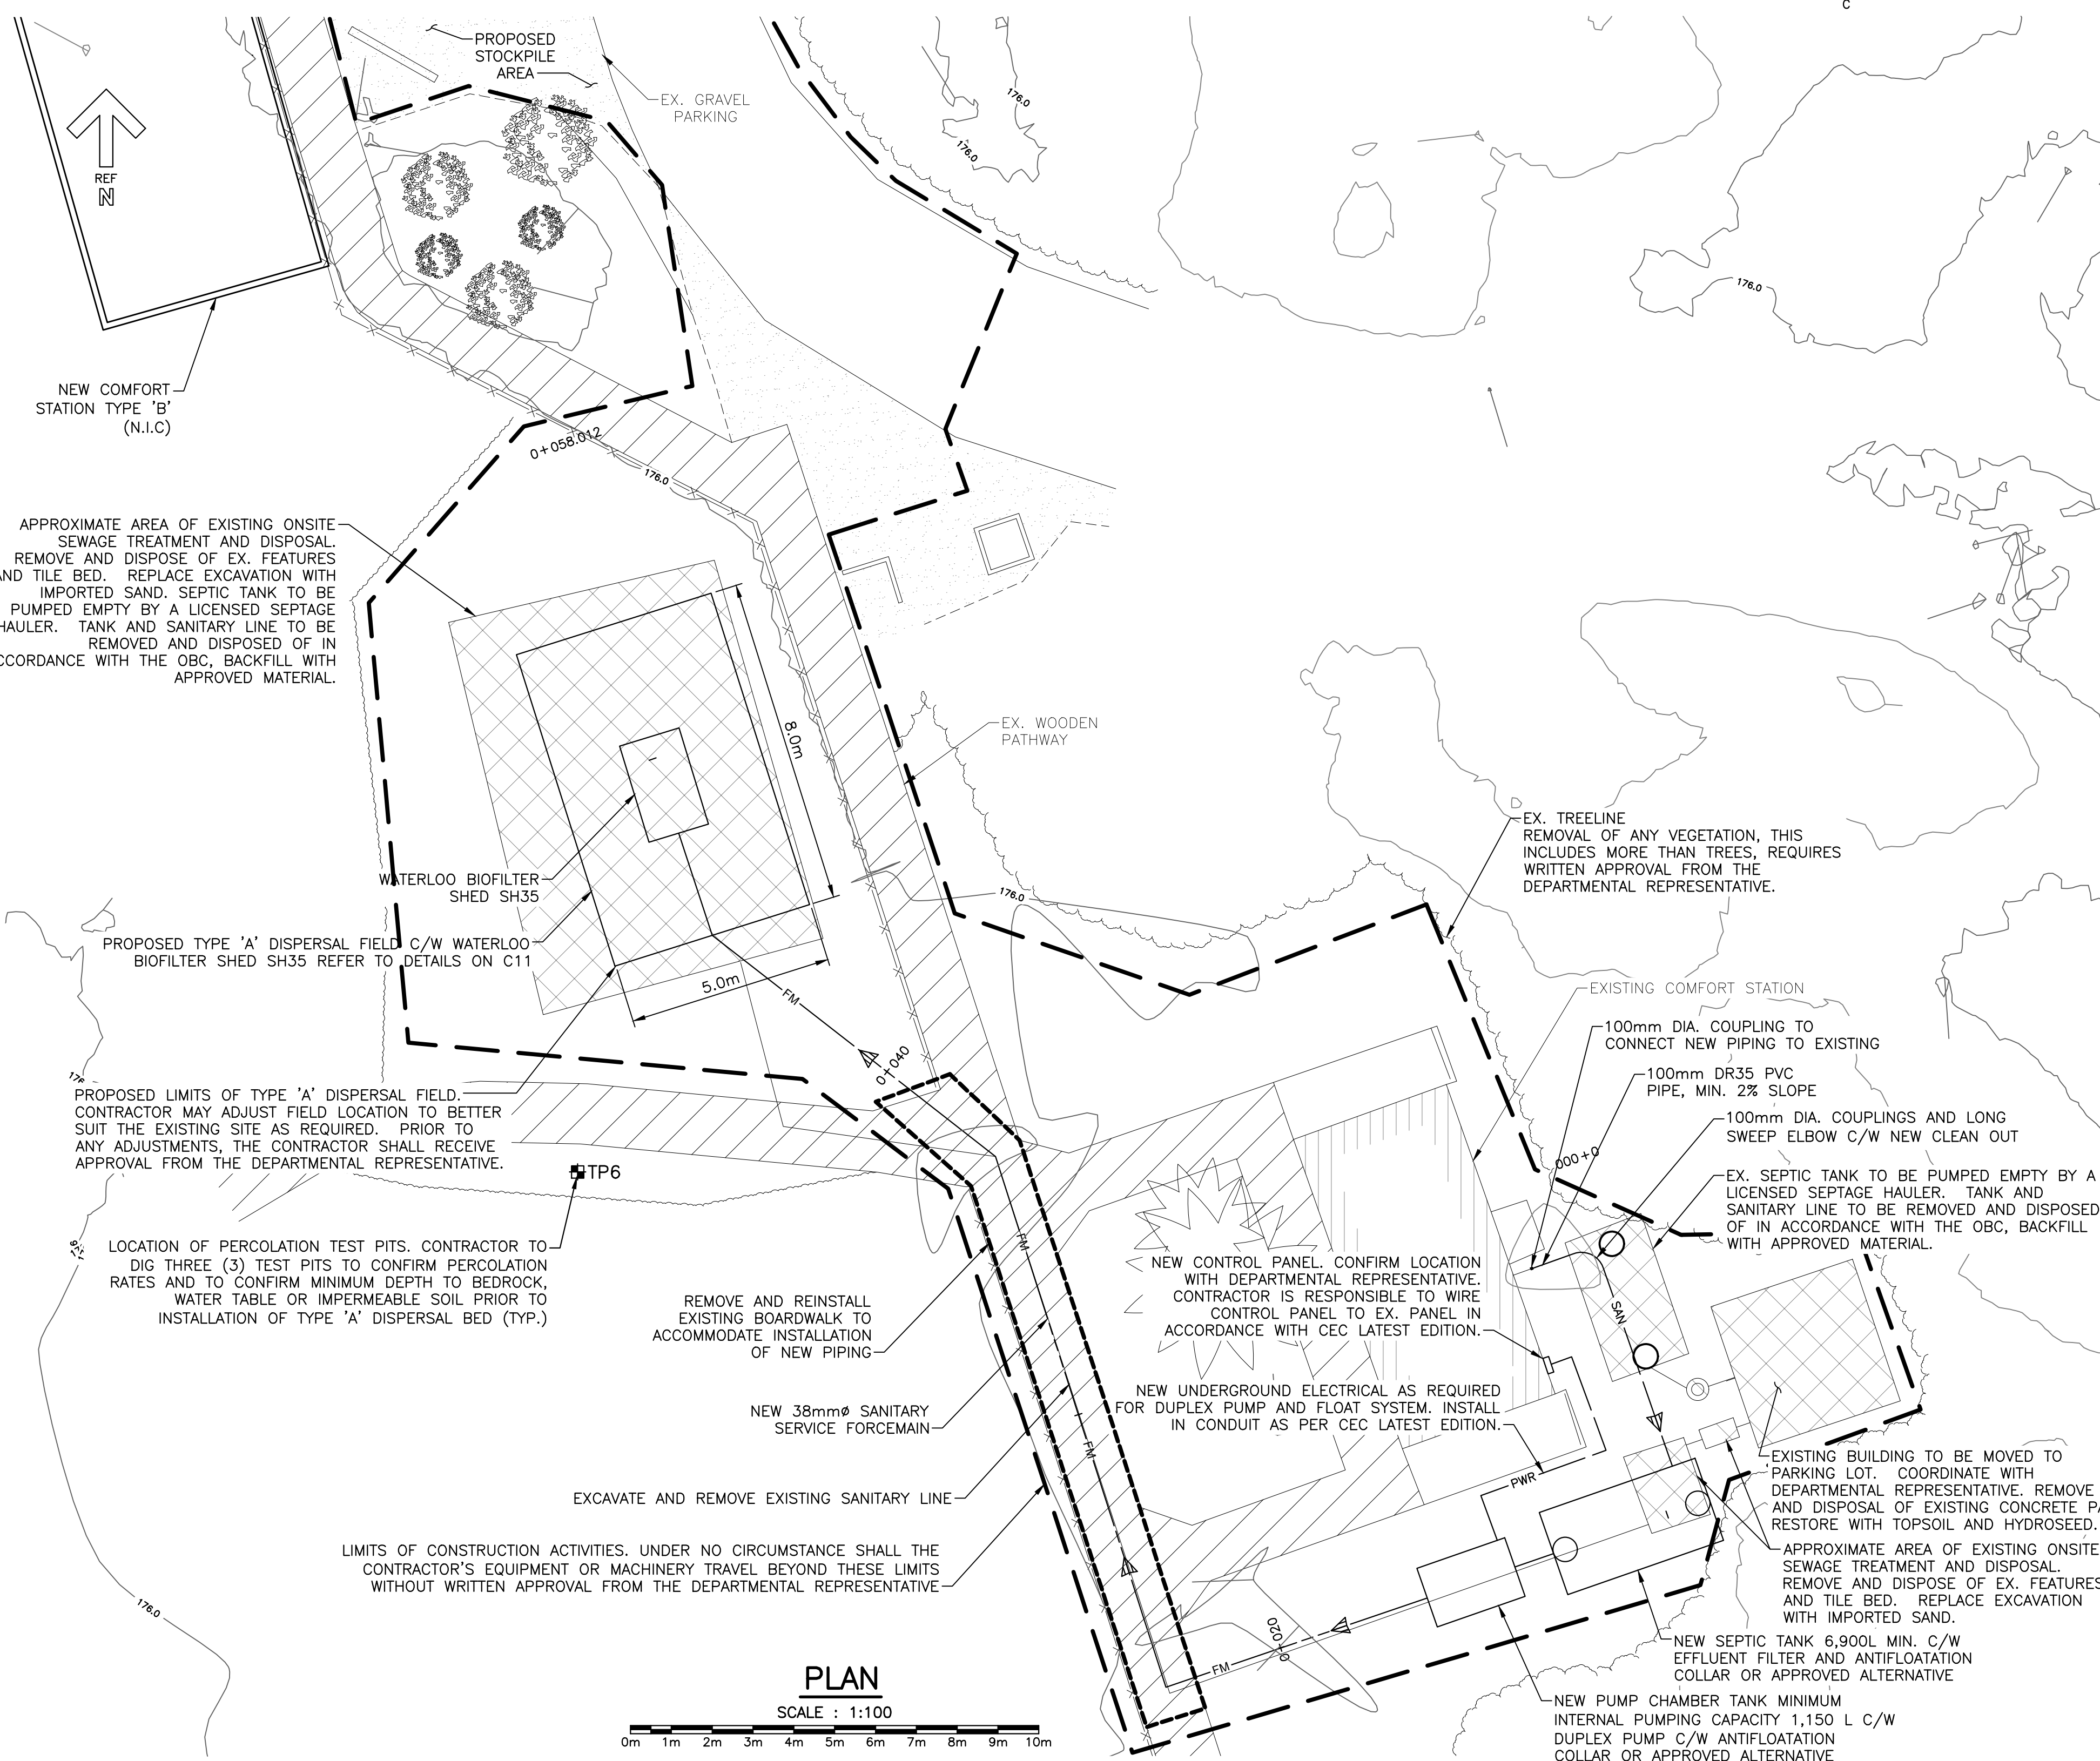 C
PROPOSED
STOCKPILE
AREA
EX. GRAVEL
PARKING
176.0
176.0
176.0
REF
N
NEW COMFORT
STATION TYPE 'B'
(N.I.C)
0+058.012
176.0
APPROXIMATE AREA OF EXISTING ONSITE
SEWAGE TREATMENT AND DISPOSAL.
REMOVE AND DISPOSE OF EX. FEATURES
AND TILE BED. REPLACE EXCAVATION WITH
IMPORTED SAND. SEPTIC TANK TO BE
PUMPED EMPTY BY A LICENSED SEPTAGE
HAULER. TANK AND SANITARY LINE TO BE
REMOVED AND DISPOSED OF IN
CCORDANCE WITH THE OBC, BACKFILL WITH
APPROVED MATERIAL.
8.0m
EX. WOODEN
PATHWAY
EX. TREELINE
REMOVAL OF ANY VEGETATION, THIS
INCLUDES MORE THAN TREES, REQUIRES
WRITTEN APPROVAL FROM THE
DEPARTMENTAL REPRESENTATIVE.
WATERLOO BIOFILTER
SHED SH35
176.0
PROPOSED TYPE 'A' DISPERSAL FIELD C/W WATERLOO
BIOFILTER SHED SH35 REFER TO DETAILS ON C11
5.0m
FM
EXISTING COMFORT STATION
100mm DIA. COUPLING TO
CONNECT NEW PIPING TO EXISTING
0+040
100mm DR35 PVC
PIPE, MIN. 2% SLOPE
PROPOSED LIMITS OF TYPE 'A' DISPERSAL FIELD.
CONTRACTOR MAY ADJUST FIELD LOCATION TO BETTER
SUIT THE EXISTING SITE AS REQUIRED. PRIOR TO
ANY ADJUSTMENTS, THE CONTRACTOR SHALL RECEIVE
APPROVAL FROM THE DEPARTMENTAL REPRESENTATIVE.
100mm DIA. COUPLINGS AND LONG
SWEEP ELBOW C/W NEW CLEAN OUT
0+000
TP6
EX. SEPTIC TANK TO BE PUMPED EMPTY BY A
LICENSED SEPTAGE HAULER. TANK AND
SANITARY LINE TO BE REMOVED AND DISPOSED
OF IN ACCORDANCE WITH THE OBC, BACKFILL
WITH APPROVED MATERIAL.
LOCATION OF PERCOLATION TEST PITS. CONTRACTOR TO
DIG THREE (3) TEST PITS TO CONFIRM PERCOLATION
RATES AND TO CONFIRM MINIMUM DEPTH TO BEDROCK,
WATER TABLE OR IMPERMEABLE SOIL PRIOR TO
INSTALLATION OF TYPE 'A' DISPERSAL BED (TYP.)
FM
NEW CONTROL PANEL. CONFIRM LOCATION
WITH DEPARTMENTAL REPRESENTATIVE.
CONTRACTOR IS RESPONSIBLE TO WIRE
CONTROL PANEL TO EX. PANEL IN
ACCORDANCE WITH CEC LATEST EDITION.
SAN
REMOVE AND REINSTALL
EXISTING BOARDWALK TO
ACCOMMODATE INSTALLATION
OF NEW PIPING
NEW UNDERGROUND ELECTRICAL AS REQUIRED
FOR DUPLEX PUMP AND FLOAT SYSTEM. INSTALL
IN CONDUIT AS PER CEC LATEST EDITION.
NEW 38mmø SANITARY
SERVICE FORCEMAIN
FM
PWR
EXISTING BUILDING TO BE MOVED TO
PARKING LOT. COORDINATE WITH
DEPARTMENTAL REPRESENTATIVE. REMOVE
AND DISPOSAL OF EXISTING CONCRETE PA
RESTORE WITH TOPSOIL AND HYDROSEED.
EXCAVATE AND REMOVE EXISTING SANITARY LINE
LIMITS OF CONSTRUCTION ACTIVITIES. UNDER NO CIRCUMSTANCE SHALL THE
CONTRACTOR'S EQUIPMENT OR MACHINERY TRAVEL BEYOND THESE LIMITS
WITHOUT WRITTEN APPROVAL FROM THE DEPARTMENTAL REPRESENTATIVE
APPROXIMATE AREA OF EXISTING ONSITE
SEWAGE TREATMENT AND DISPOSAL.
REMOVE AND DISPOSE OF EX. FEATURES
AND TILE BED. REPLACE EXCAVATION
WITH IMPORTED SAND.
176.0
0+020
FM
NEW SEPTIC TANK 6,900L MIN. C/W
EFFLUENT FILTER AND ANTIFLOATATION
COLLAR OR APPROVED ALTERNATIVE
NEW PUMP CHAMBER TANK MINIMUM
INTERNAL PUMPING CAPACITY 1,150 L C/W
DUPLEX PUMP C/W ANTIFLOATATION
COLLAR OR APPROVED ALTERNATIVE
PLAN
SCALE : 1:100
0m 1m 2m 3m 4m 5m 6m 7m 8m 9m 10m